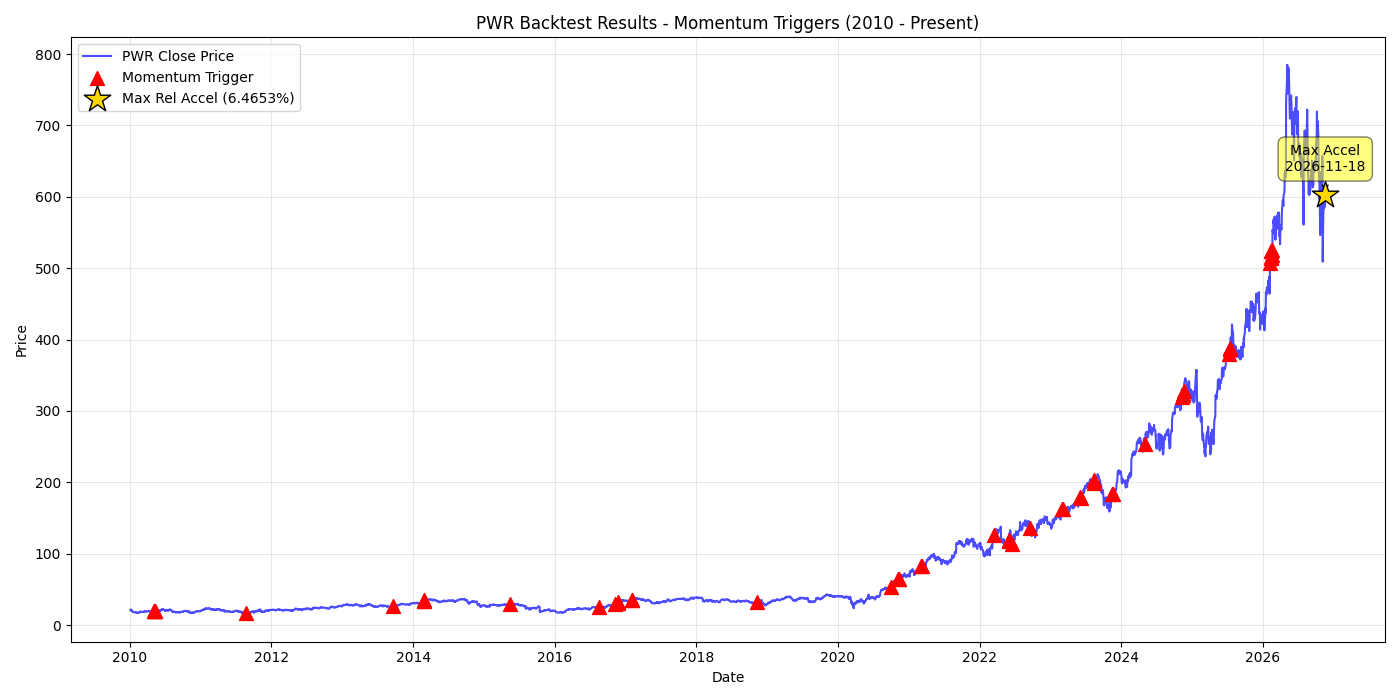 PWR Backtest Results - Momentum Triggers (2010 - Present)
PWR Close Price
Momentum Trigger
Max Rel Accel (6.4653%)
Max Accel
2026-11-18
Price
800
700
600
500
400
300
200
100
0
2010
2012
2014
2016
2018
2020
2022
2024
2026
Date